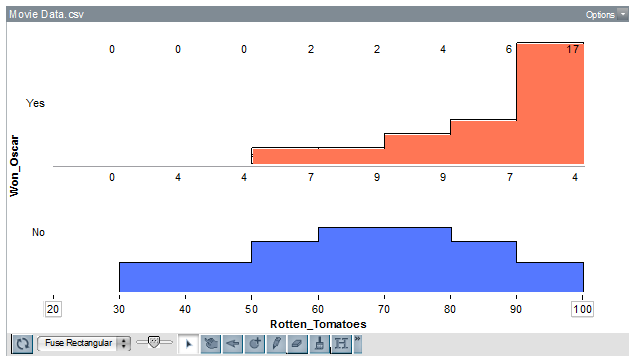 Movie Data.csv Options
0 0 0 2 2 4 6 17
Yes
Won_Oscar
0 4 4 7 9 9 7 4
No
20 30 40 50 60 70 80 90 100
Rotten_Tomatoes
Fuse Rectangular